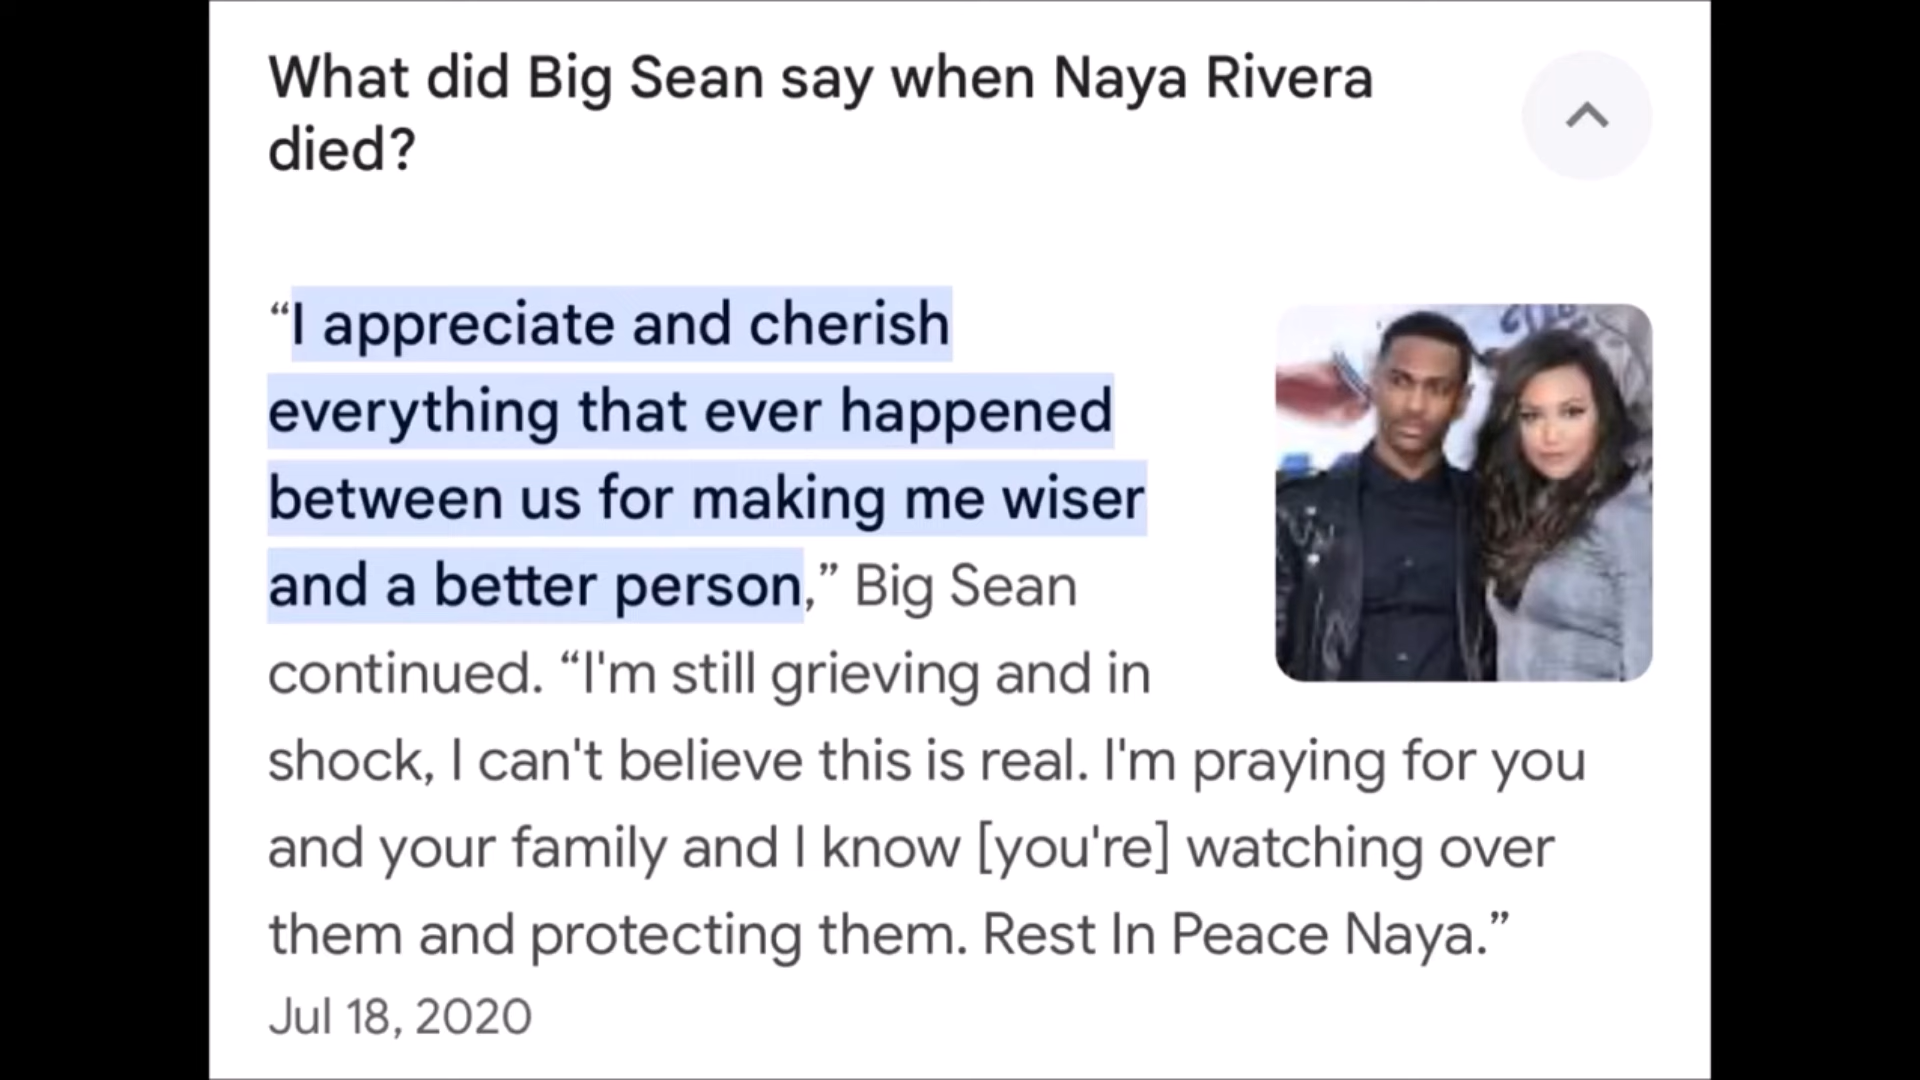 What did Big Sean say when Naya Rivera
died?
“I appreciate and cherish
everything that ever happened
between us for making me wiser
and a better person,” Big Sean
continued. “I'm still grieving and in
shock, I can't believe this is real. I'm praying for you
and your family and I know [you're] watching over
them and protecting them. Rest In Peace Naya.”
Jul 18, 2020